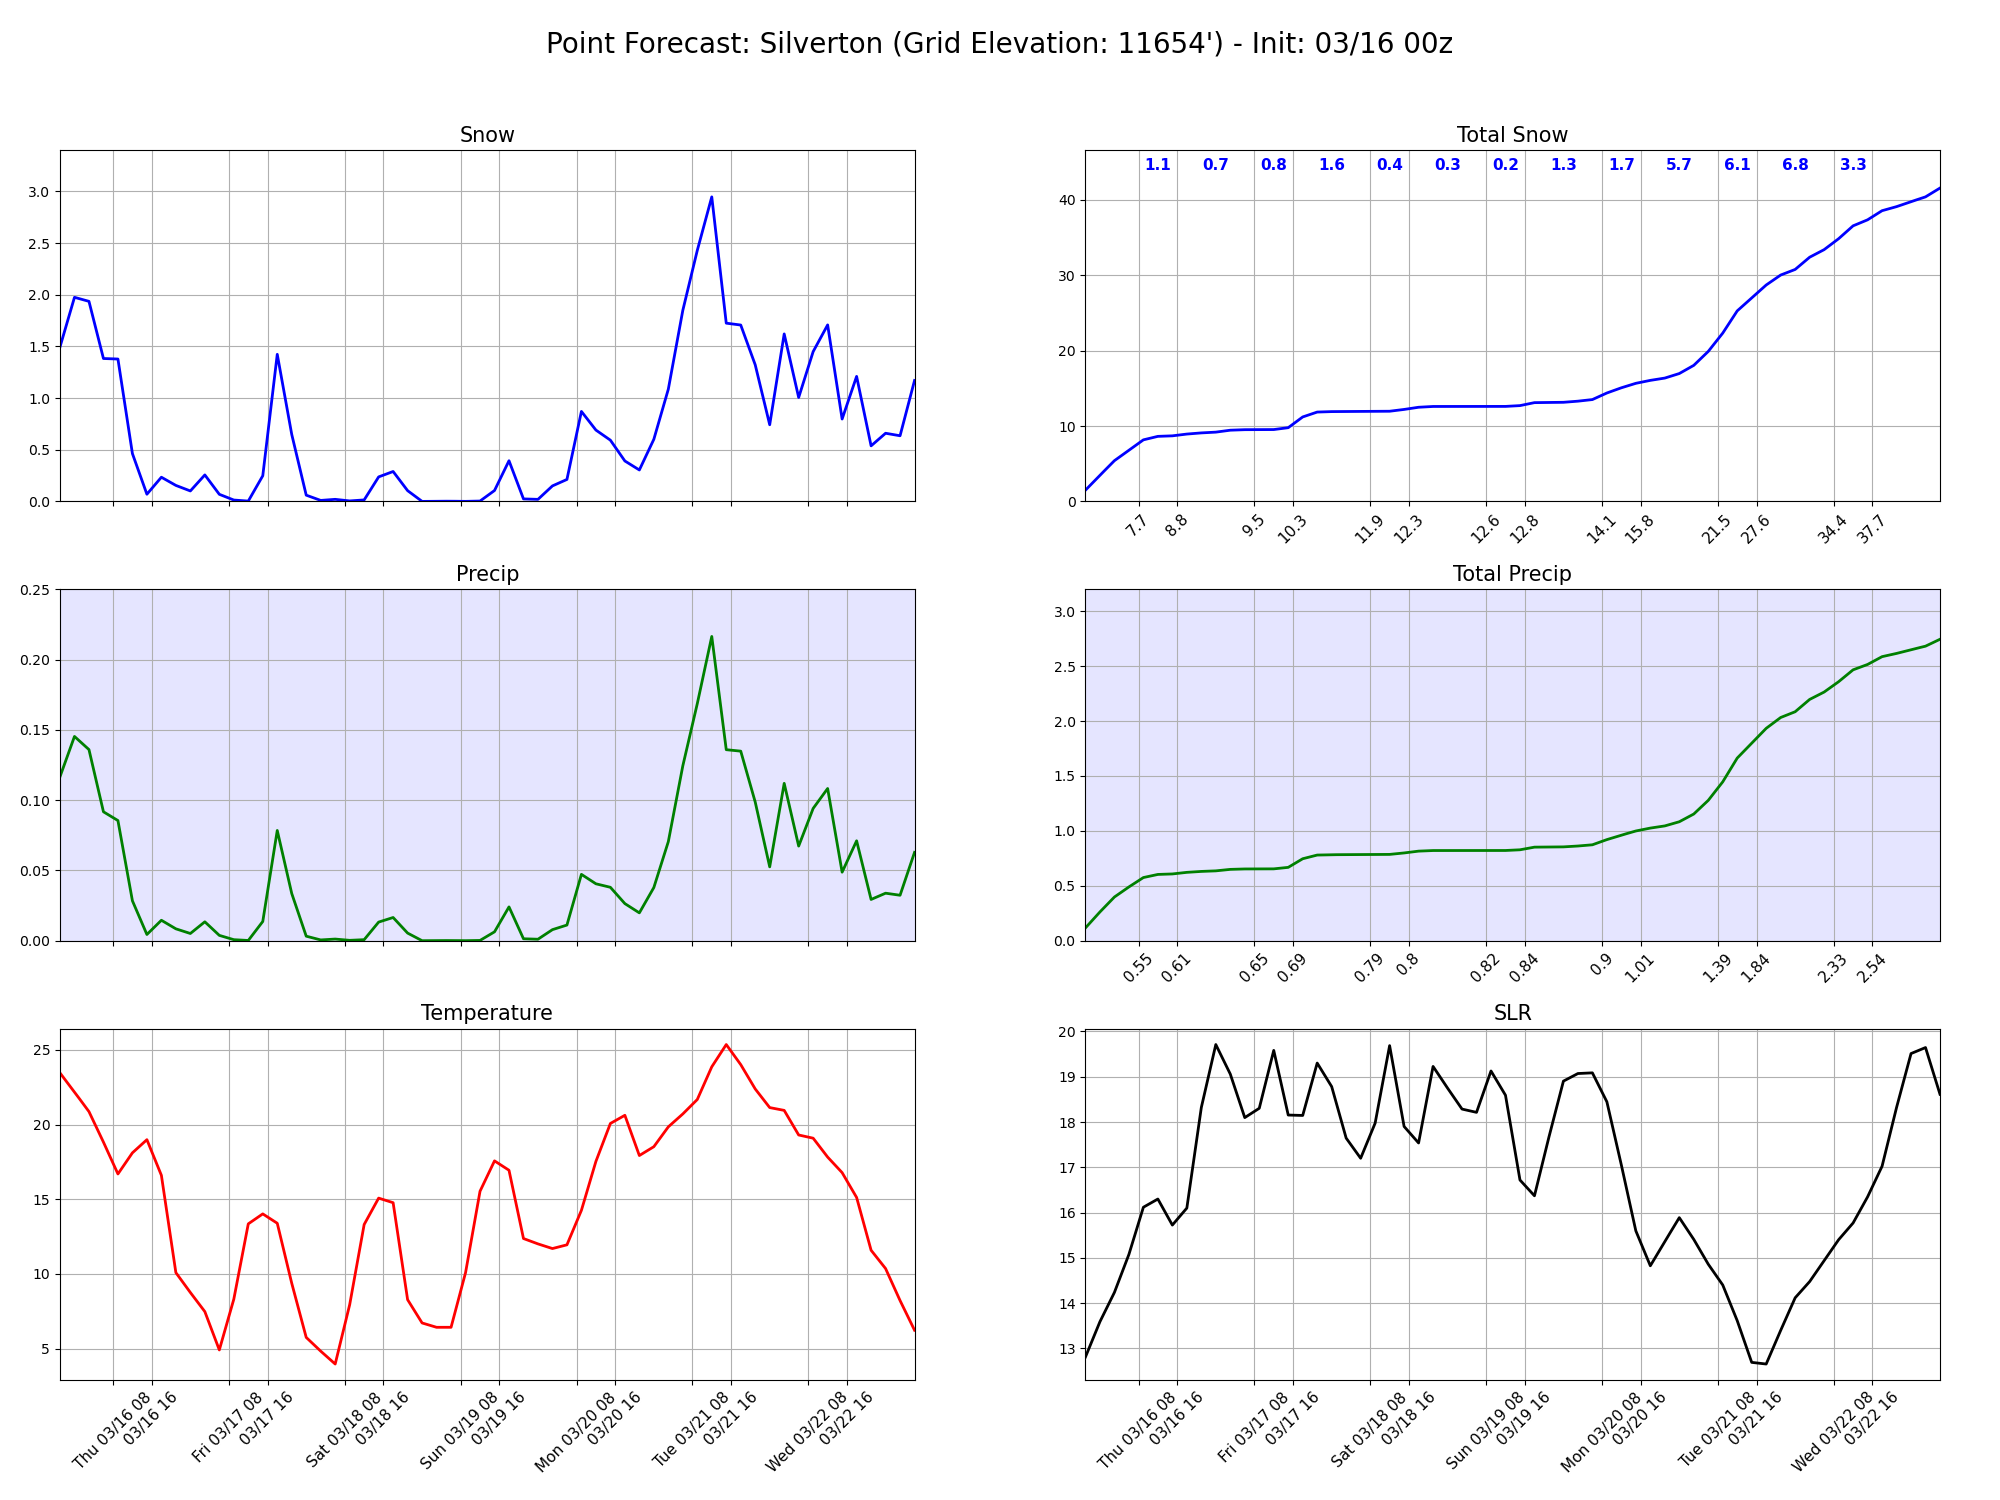 Point Forecast: Silverton (Grid Elevation: 11654') - Init: 03/16 00z
Snow
3.0
2.5
2.0
1.5
1.0
0.5
0.0
Total Snow
1.1 0.7 0.8 1.6 0.4 0.3 0.2 1.3 1.7 5.7 6.1 6.8 3.3
40
30
20
10
0
7.7 8.8 9.5 10.3 11.9 12.3 12.6 12.8 14.1 15.8 21.5 27.6 34.4 37.7
Precip
0.25
0.20
0.15
0.10
0.05
0.00
Total Precip
3.0
2.5
2.0
1.5
1.0
0.5
0.0
0.55 0.61 0.65 0.69 0.79 0.8 0.82 0.84 0.9 1.01 1.39 1.84 2.33 2.54
Temperature
25
20
15
10
5
Thu 03/16 08
03/16 16
Fri 03/17 08
03/17 16
Sat 03/18 08
03/18 16
Sun 03/19 08
03/19 16
Mon 03/20 08
03/20 16
Tue 03/21 08
03/21 16
Wed 03/22 08
03/22 16
SLR
20
19
18
17
16
15
14
13
Thu 03/16 08
03/16 16
Fri 03/17 08
03/17 16
Sat 03/18 08
03/18 16
Sun 03/19 08
03/19 16
Mon 03/20 08
03/20 16
Tue 03/21 08
03/21 16
Wed 03/22 08
03/22 16